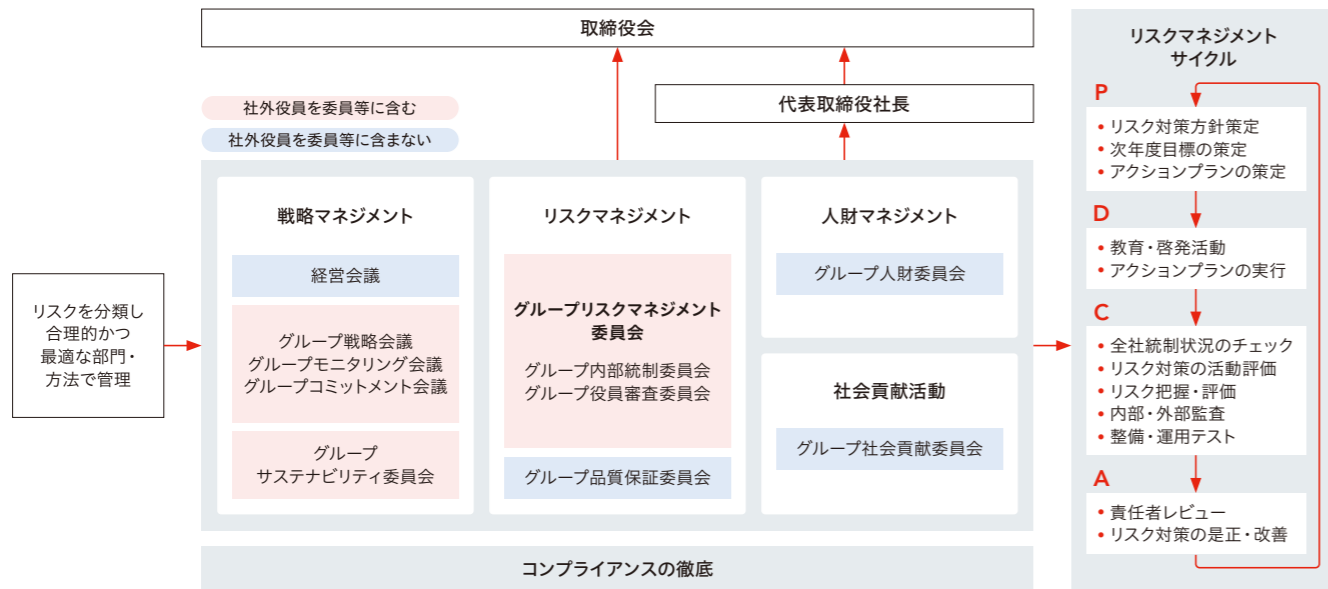 取締役会
社外役員を委員等に含む
社外役員を委員等に含まない
代表取締役社長
リスクを分類し
合理的かつ
最適な部門・
方法で管理
戦略マネジメント
経営会議
グループ戦略会議
グループモニタリング会議
グループコミットメント会議
グループ
サステナビリティ委員会
リスクマネジメント
グループリスクマネジメント
委員会
グループ内部統制委員会
グループ役員審査委員会
グループ品質保証委員会
人財マネジメント
グループ人財委員会
社会貢献活動
グループ社会貢献委員会
コンプライアンスの徹底
リスクマネジメント
サイクル
P
• リスク対策方針策定
• 次年度目標の策定
• アクションプランの策定
D
• 教育・啓発活動
• アクションプランの実行
C
• 全社統制状況のチェック
• リスク対策の活動評価
• リスク把握・評価
• 内部・外部監査
• 整備・運用テスト
A
• 責任者レビュー
• リスク対策の是正・改善